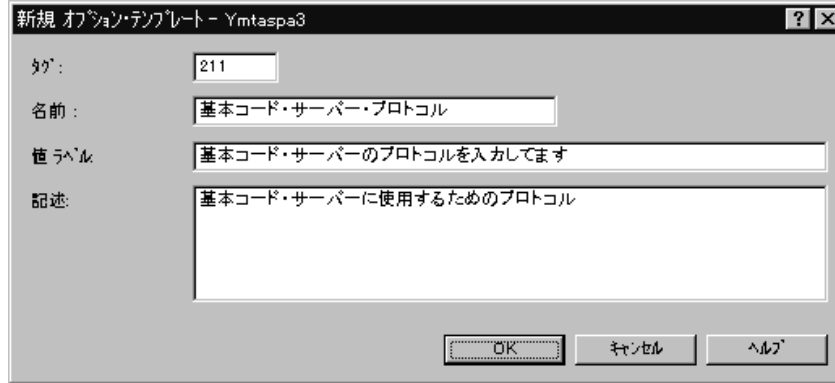 新規 ｵﾌﾟｼｮﾝ･ﾃﾝﾌﾟﾚｰﾄ - Ymtaspa3
ﾀｸﾞ:
211
名前 :
基本コード・サーバー・プロトコル
値 ﾗﾍﾞﾙ:
基本コード・サーバーのプロトコルを入力してます
記述:
基本コード・サーバーに使用するためのプロトコル
OK ｷｬﾝｾﾙ ﾍﾙﾌﾟ